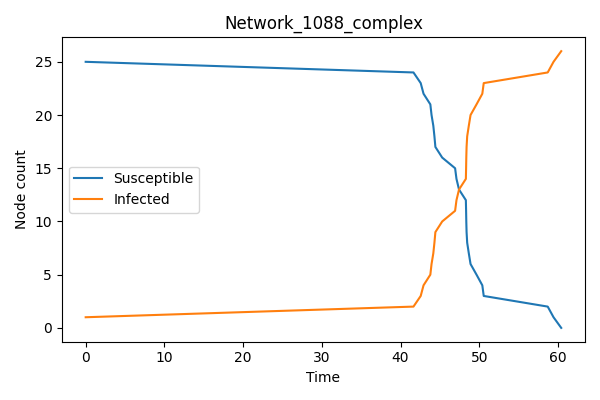 Network_1088_complex
Node count
25
20
15
10
5
0
Susceptible
Infected
0 10 20 30 40 50 60
Time